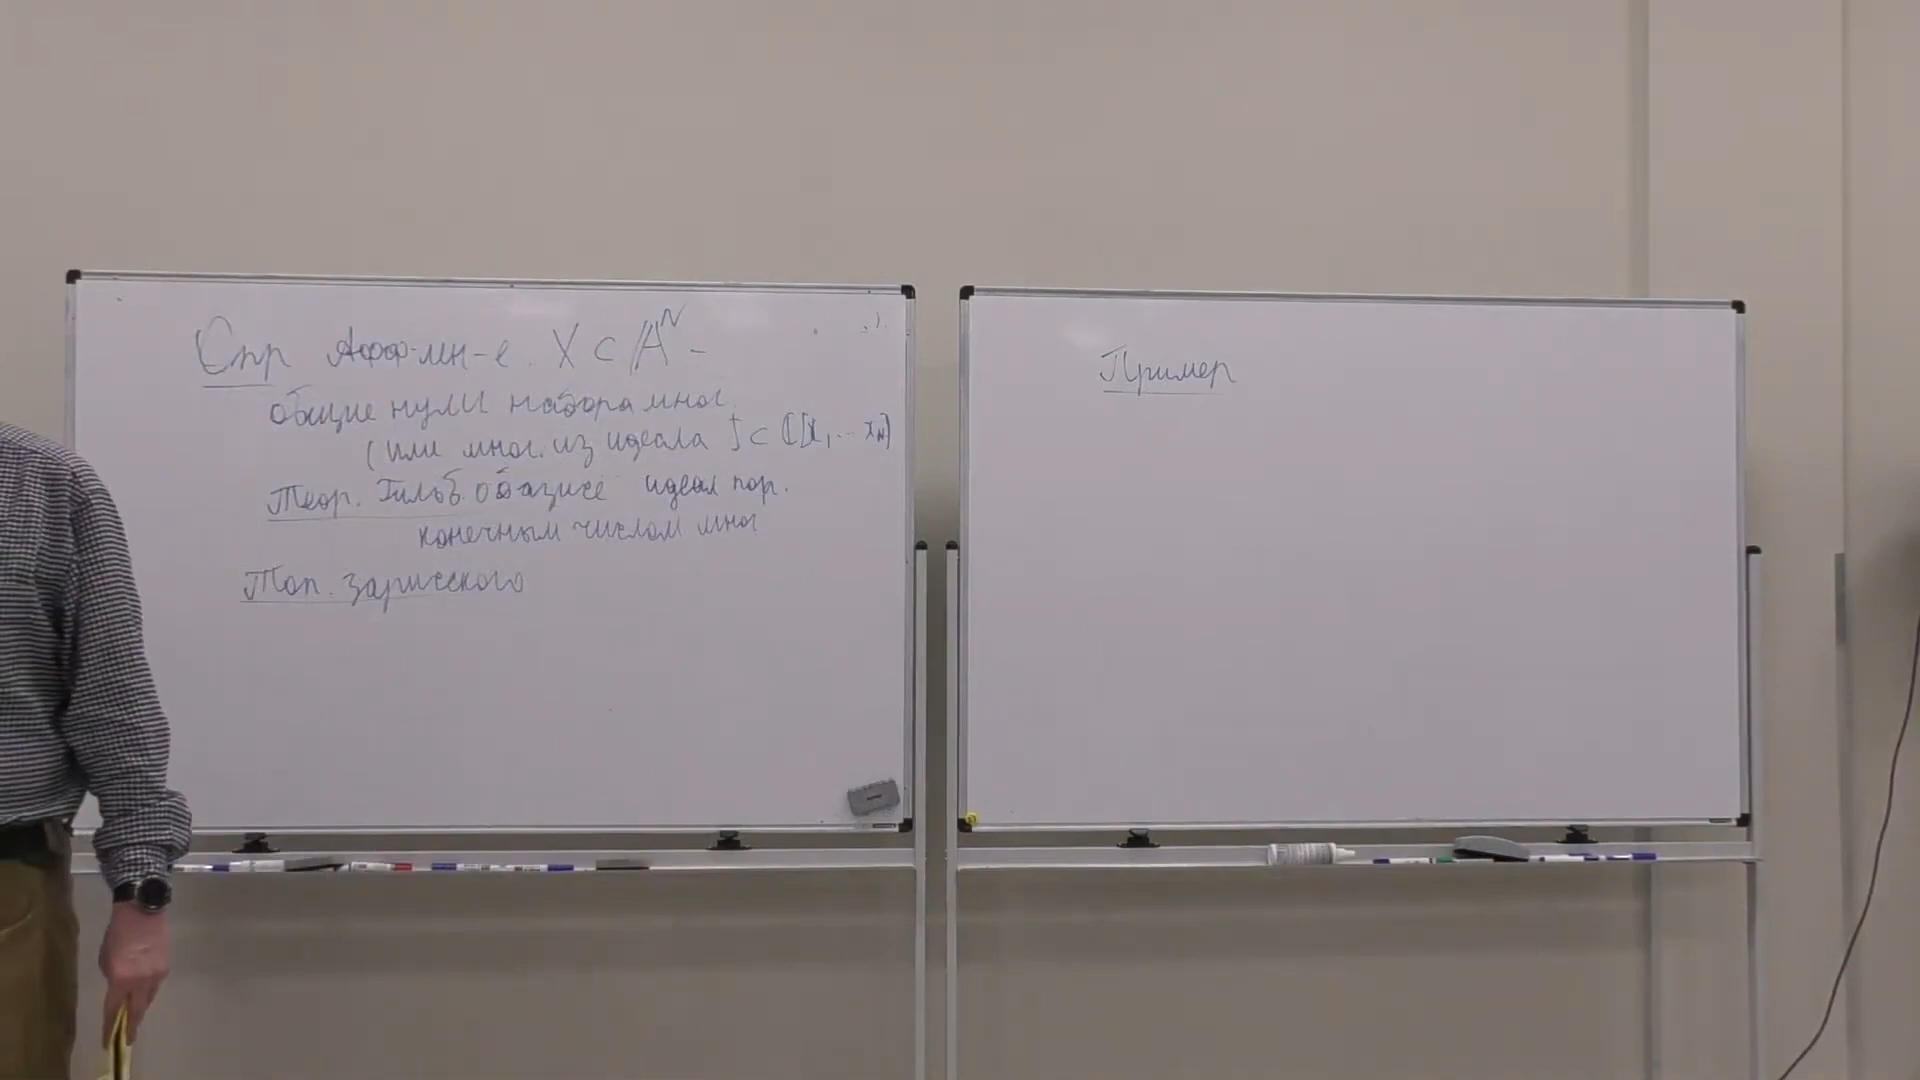 Опр Афф. мн-е. X ⊂ 𝔸^N –
общие нули набора мног.
(или мног. из идеала J ⊂ ℂ[x₁,...x_N]
Теор. Гильб. о базисе идеал пор.
конечным числом мног
Топ. Зарисского
Пример